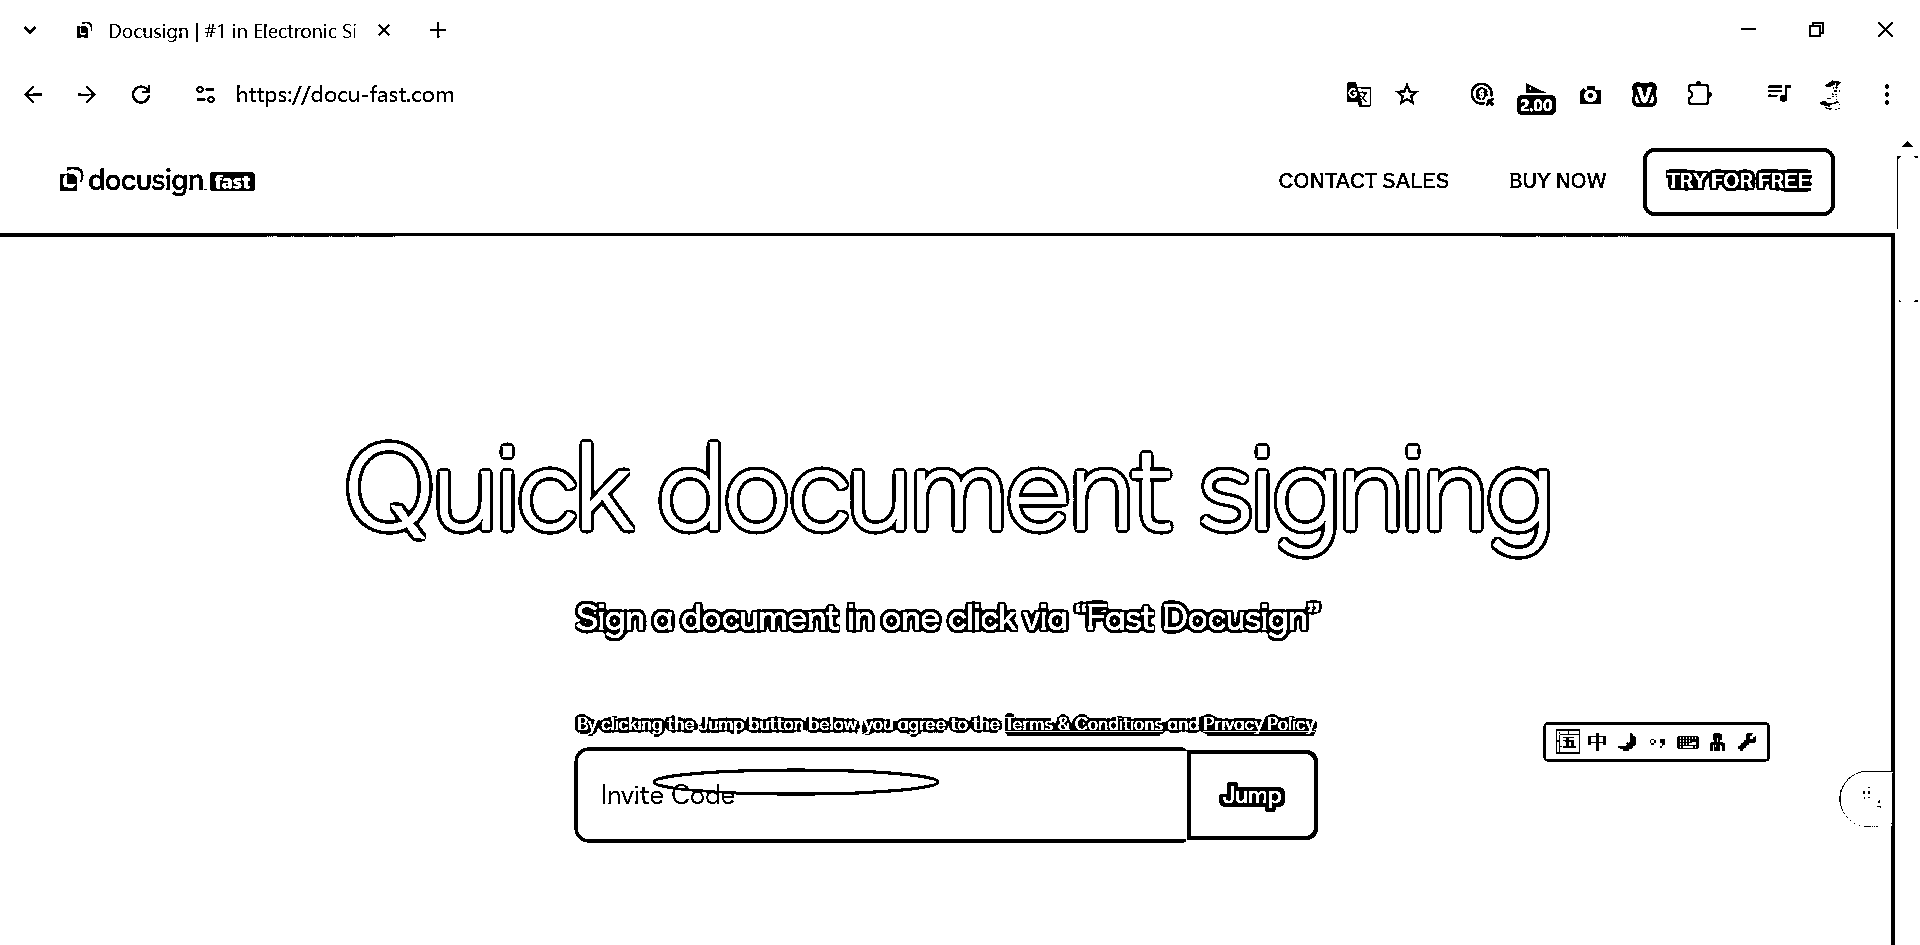 Docusign | #1 in Electronic Si
https://docu-fast.com
2.00
docusign fast
CONTACT SALES
BUY NOW
TRY FOR FREE
Quick document signing
Sign a document in one click via “Fast Docusign”
By clicking the Jump button below, you agree to the Terms & Conditions and Privacy Policy
Invite Code
Jump
五 中